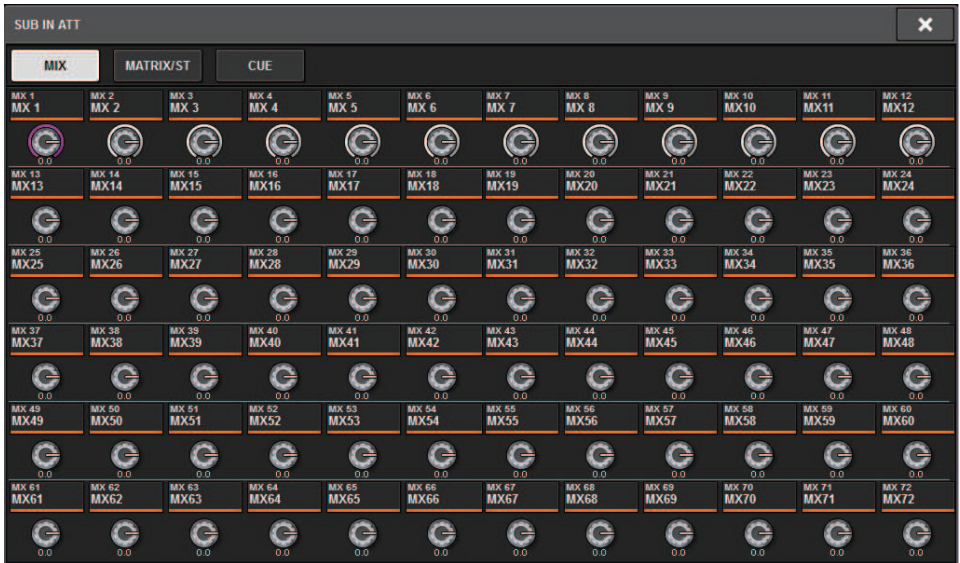 SUB IN ATT
MIX MATRIX/ST CUE
MX 1 MX 2 MX 3 MX 4 MX 5 MX 6 MX 7 MX 8 MX 9 MX 10 MX 11 MX 12
MX 1 MX 2 MX 3 MX 4 MX 5 MX 6 MX 7 MX 8 MX 9 MX10 MX11 MX12
0.0 0.0 0.0 0.0 0.0 0.0 0.0 0.0 0.0 0.0 0.0 0.0
MX 13 MX 14 MX 15 MX 16 MX 17 MX 18 MX 19 MX 20 MX 21 MX 22 MX 23 MX 24
MX13 MX14 MX15 MX16 MX17 MX18 MX19 MX20 MX21 MX22 MX23 MX24
0.0 0.0 0.0 0.0 0.0 0.0 0.0 0.0 0.0 0.0 0.0 0.0
MX 25 MX 26 MX 27 MX 28 MX 29 MX 30 MX 31 MX 32 MX 33 MX 34 MX 35 MX 36
MX25 MX26 MX27 MX28 MX29 MX30 MX31 MX32 MX33 MX34 MX35 MX36
0.0 0.0 0.0 0.0 0.0 0.0 0.0 0.0 0.0 0.0 0.0 0.0
MX 37 MX 38 MX 39 MX 40 MX 41 MX 42 MX 43 MX 44 MX 45 MX 46 MX 47 MX 48
MX37 MX38 MX39 MX40 MX41 MX42 MX43 MX44 MX45 MX46 MX47 MX48
0.0 0.0 0.0 0.0 0.0 0.0 0.0 0.0 0.0 0.0 0.0 0.0
MX 49 MX 50 MX 51 MX 52 MX 53 MX 54 MX 55 MX 56 MX 57 MX 58 MX 59 MX 60
MX49 MX50 MX51 MX52 MX53 MX54 MX55 MX56 MX57 MX58 MX59 MX60
0.0 0.0 0.0 0.0 0.0 0.0 0.0 0.0 0.0 0.0 0.0 0.0
MX 61 MX 62 MX 63 MX 64 MX 65 MX 66 MX 67 MX 68 MX 69 MX 70 MX 71 MX 72
MX61 MX62 MX63 MX64 MX65 MX66 MX67 MX68 MX69 MX70 MX71 MX72
0.0 0.0 0.0 0.0 0.0 0.0 0.0 0.0 0.0 0.0 0.0 0.0